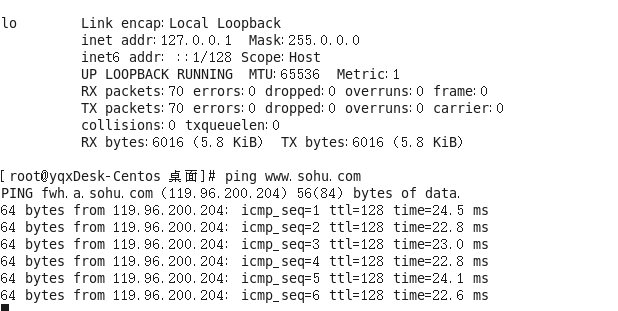 lo        Link encap:Local Loopback
          inet addr:127.0.0.1  Mask:255.0.0.0
          inet6 addr: ::1/128 Scope:Host
          UP LOOPBACK RUNNING  MTU:65536  Metric:1
          RX packets:70 errors:0 dropped:0 overruns:0 frame:0
          TX packets:70 errors:0 dropped:0 overruns:0 carrier:0
          collisions:0 txqueuelen:0
          RX bytes:6016 (5.8 KiB)  TX bytes:6016 (5.8 KiB)
[root@yqxDesk-Centos 桌面]# ping www.sohu.com
PING fwh.a.sohu.com (119.96.200.204) 56(84) bytes of data.
64 bytes from 119.96.200.204: icmp_seq=1 ttl=128 time=24.5 ms
64 bytes from 119.96.200.204: icmp_seq=2 ttl=128 time=22.8 ms
64 bytes from 119.96.200.204: icmp_seq=3 ttl=128 time=23.0 ms
64 bytes from 119.96.200.204: icmp_seq=4 ttl=128 time=22.8 ms
64 bytes from 119.96.200.204: icmp_seq=5 ttl=128 time=24.1 ms
64 bytes from 119.96.200.204: icmp_seq=6 ttl=128 time=22.6 ms